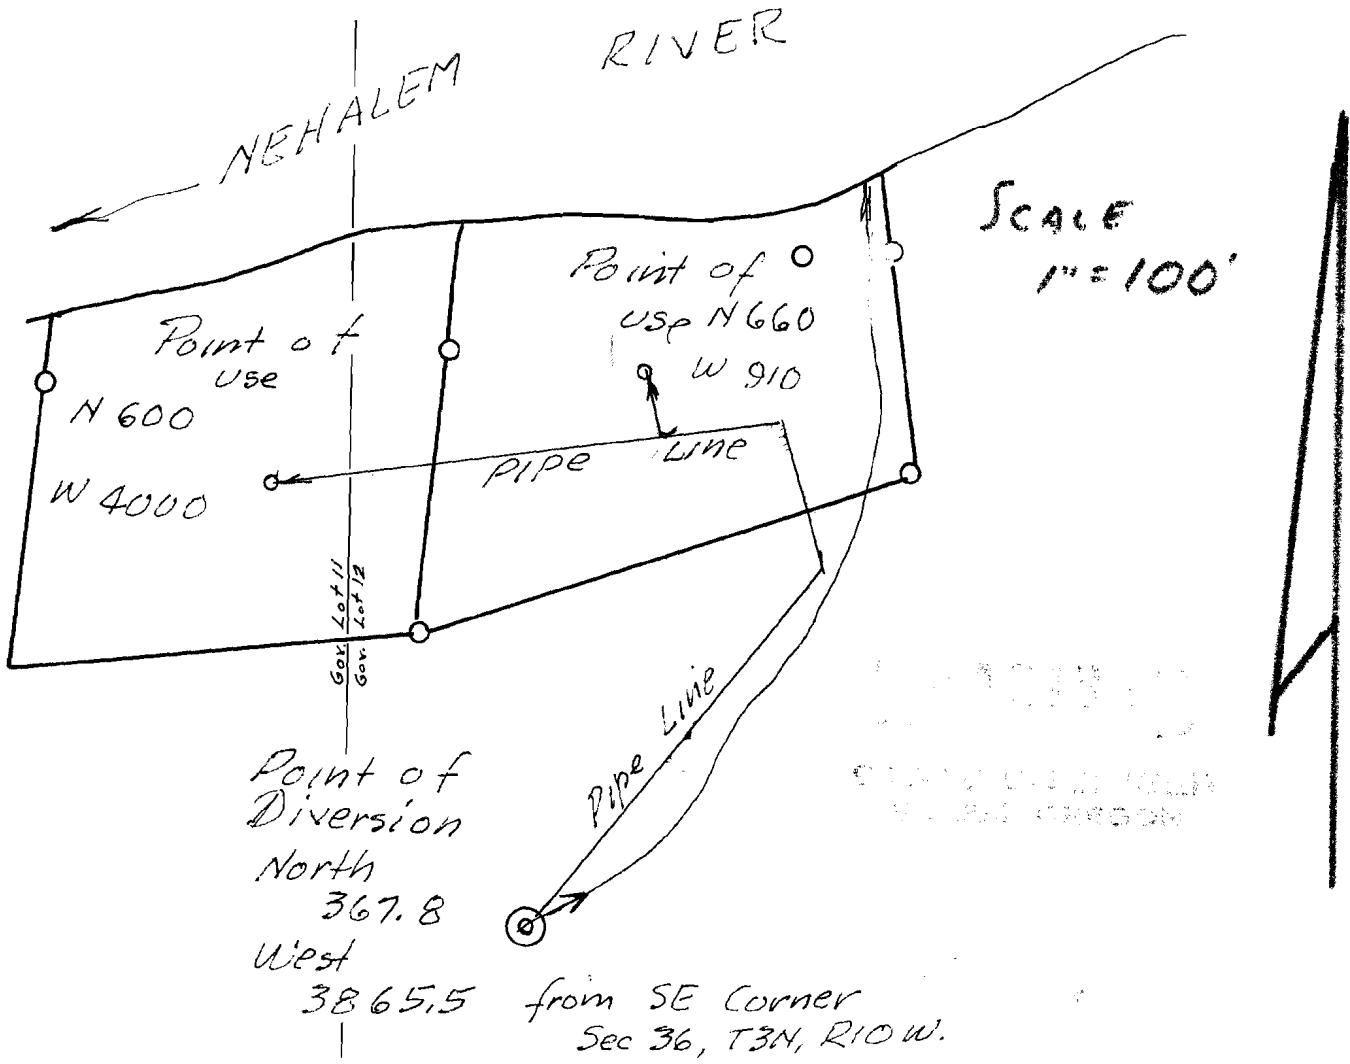 RIVER
NEHALEM
SCALE
1" = 100'
Point of
use N 660
W 910
Point of
use
N 600
W 4000
PIPE LINE
Gov. Lot 11
Gov. Lot 12
Pipe Line
Point of
Diversion
North
367.8
West
3865.5 from SE Corner
Sec 36, T3N, R10W.